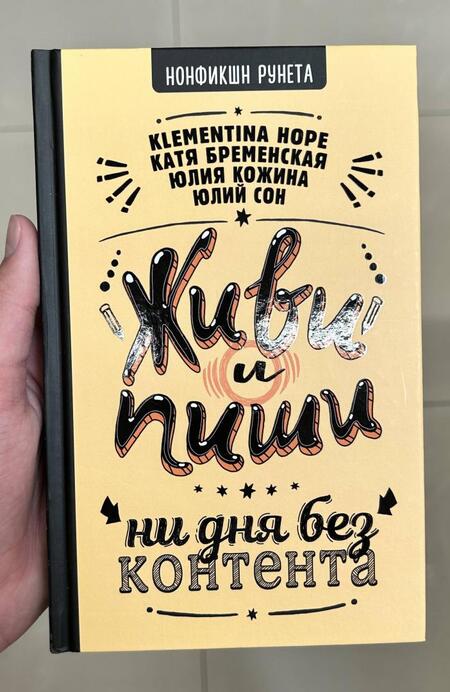 НОНФИКШН РУНЕТА
KLEMENTINA HOPE
КАТЯ БРЕМЕНСКАЯ
ЮЛИЯ КОЖИНА
ЮЛИЙ СОН
Живи
и
пиши
ни дня без
контента